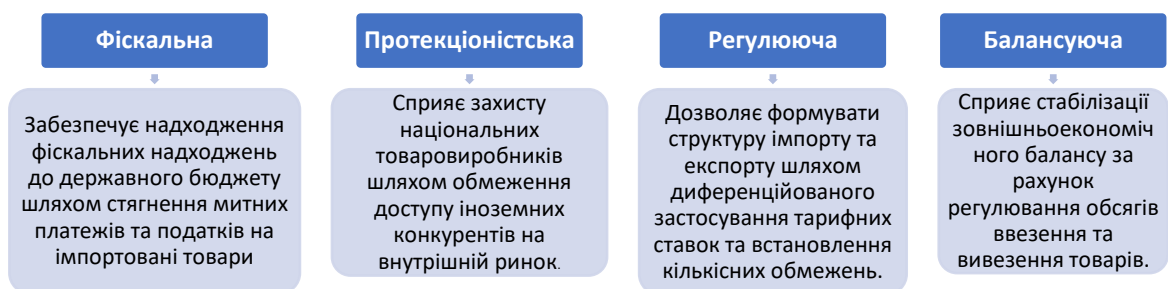 Фіскальна
Забезпечує надходження
фіскальних надходжень
до державного бюджету
шляхом стягнення митних
платежів та податків на
імпортовані товари
Протекціоністська
Сприяє захисту
національних
товаровиробників
шляхом обмеження
доступу іноземних
конкурентів на
внутрішній ринок.
Регулююча
Дозволяє формувати
структуру імпорту та
експорту шляхом
диференційованого
застосування тарифних
ставок та встановлення
кількісних обмежень.
Балансуюча
Сприяє стабілізації
зовнішньоекономіч
ного балансу за
рахунок
регулювання обсягів
ввезення та
вивезення товарів.